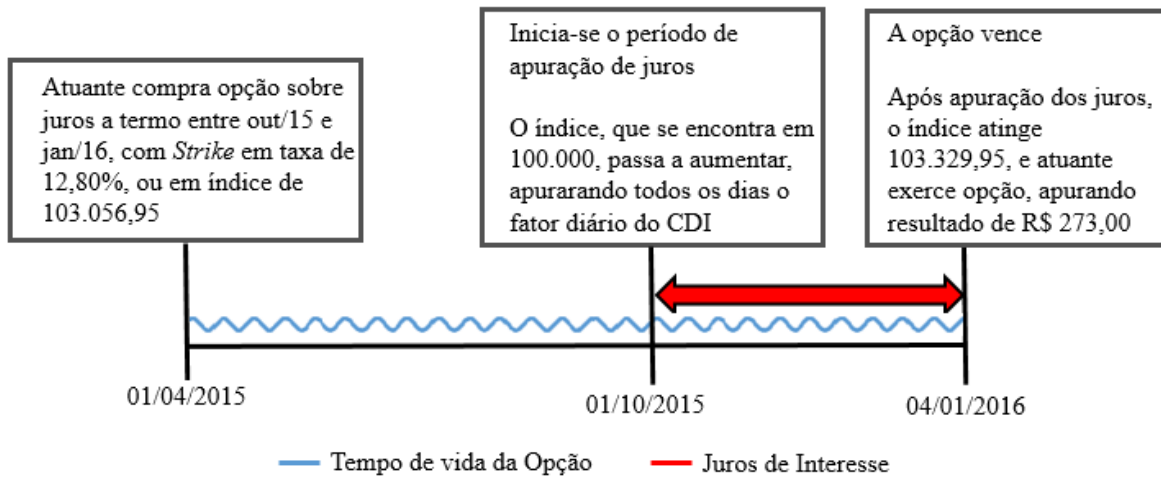 Atuante compra opção sobre
juros a termo entre out/15 e
jan/16, com Strike em taxa de
12,80%, ou em índice de
103.056,95
Inicia-se o período de
apuração de juros
O índice, que se encontra em
100.000, passa a aumentar,
apurarando todos os dias o
fator diário do CDI
A opção vence
Após apuração dos juros,
o índice atinge
103.329,95, e atuante
exerce opção, apurando
resultado de R$ 273,00
01/04/2015
01/10/2015
04/01/2016
Tempo de vida da Opção
Juros de Interesse